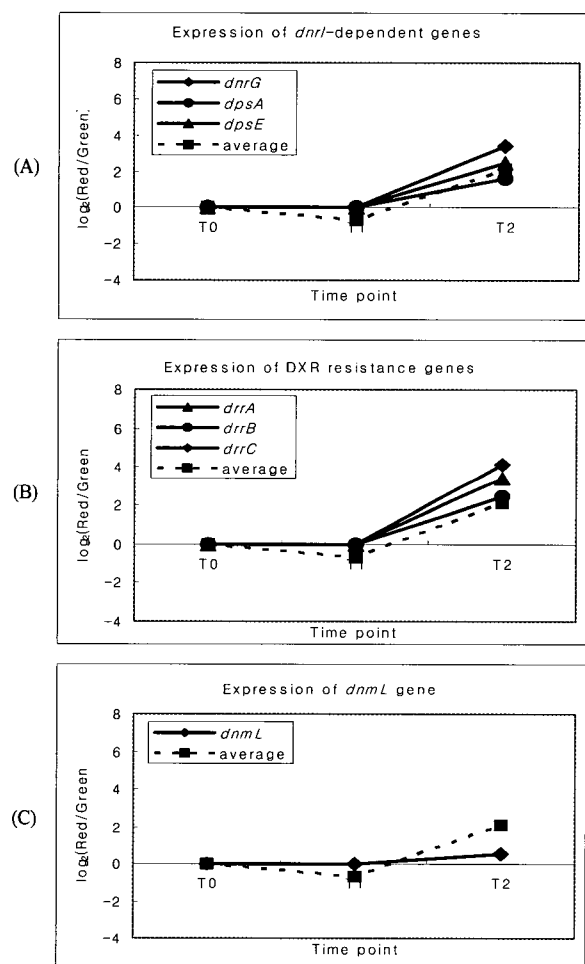 (A)
Expression of dnrI-dependent genes
dnrG
dpsA
dpsE
average
log2(Red/Green)
8
6
4
2
0
-2
-4
T0
T1
T2
Time point
(B)
Expression of DXR resistance genes
drrA
drrB
drrC
average
log2(Red/Green
8
6
4
2
0
-2
-4
T0
T1
T2
Time point
(C)
Expression of dnmL gene
dnmL
average
log2(Red/Green
8
6
4
2
0
-2
-4
T0
T1
T2
Time point